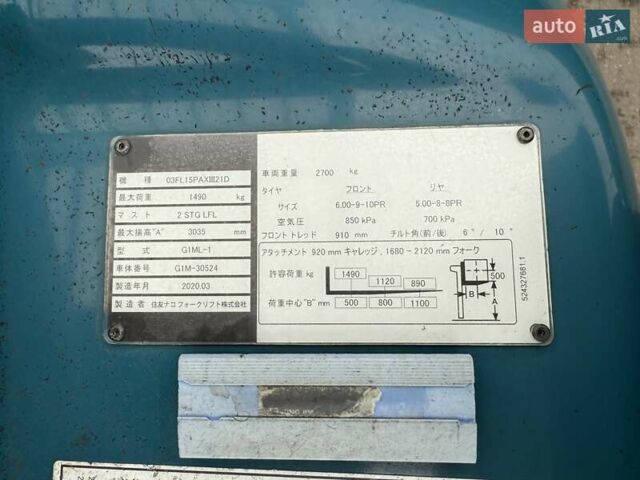 auto RIA .com
機 種 03FL15PAXⅢ21D
最大荷重 1490 kg
マ ス ト 2 STG LFL
最大揚高"A" 3035 mm
型 式 G1ML-1
車体番号 G1M-30524
製造年月 2020.03
製造者 住友ナコ フォークリフト株式会社
車両重量 2700 kg
タイヤ フロント リヤ
サイズ 6.00-9-10PR 5.00-8-8PR
空気圧 850 kPa 700 kPa
フロント トレッド 910 mm チルト角(前/後) 6°/ 10°
アタッチメント 920 mm キャレッジ, 1680 - 2120 mm フォーク
許容荷重 kg 1490 1120 890
荷重中心"B" mm 500 800 1100
500
B
A
524327681.1